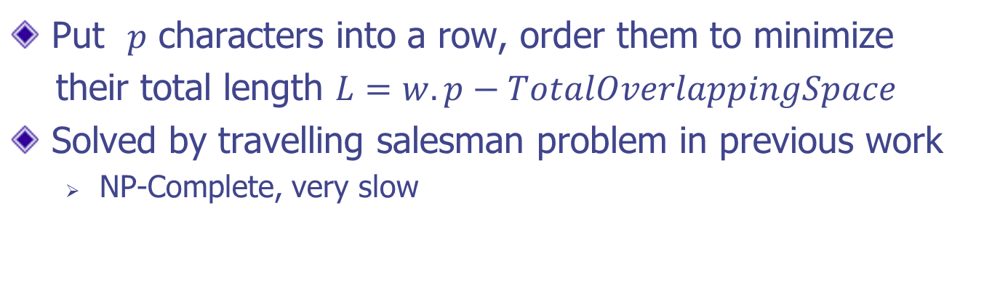 Put p characters into a row, order them to minimize
their total length L = w.p − TotalOverlappingSpace
Solved by travelling salesman problem in previous work
NP-Complete, very slow